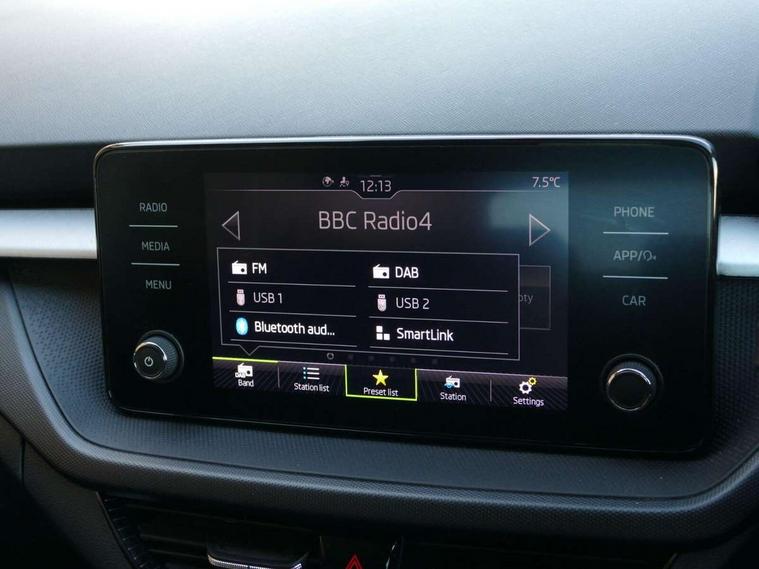 12:13
7.5°C
BBC Radio4
RADIO
MEDIA
MENU
PHONE
APP/
CAR
FM
DAB
USB 1
USB 2
Bluetooth aud...
SmartLink
DAB
Band
Station list
Preset list
Station
Settings